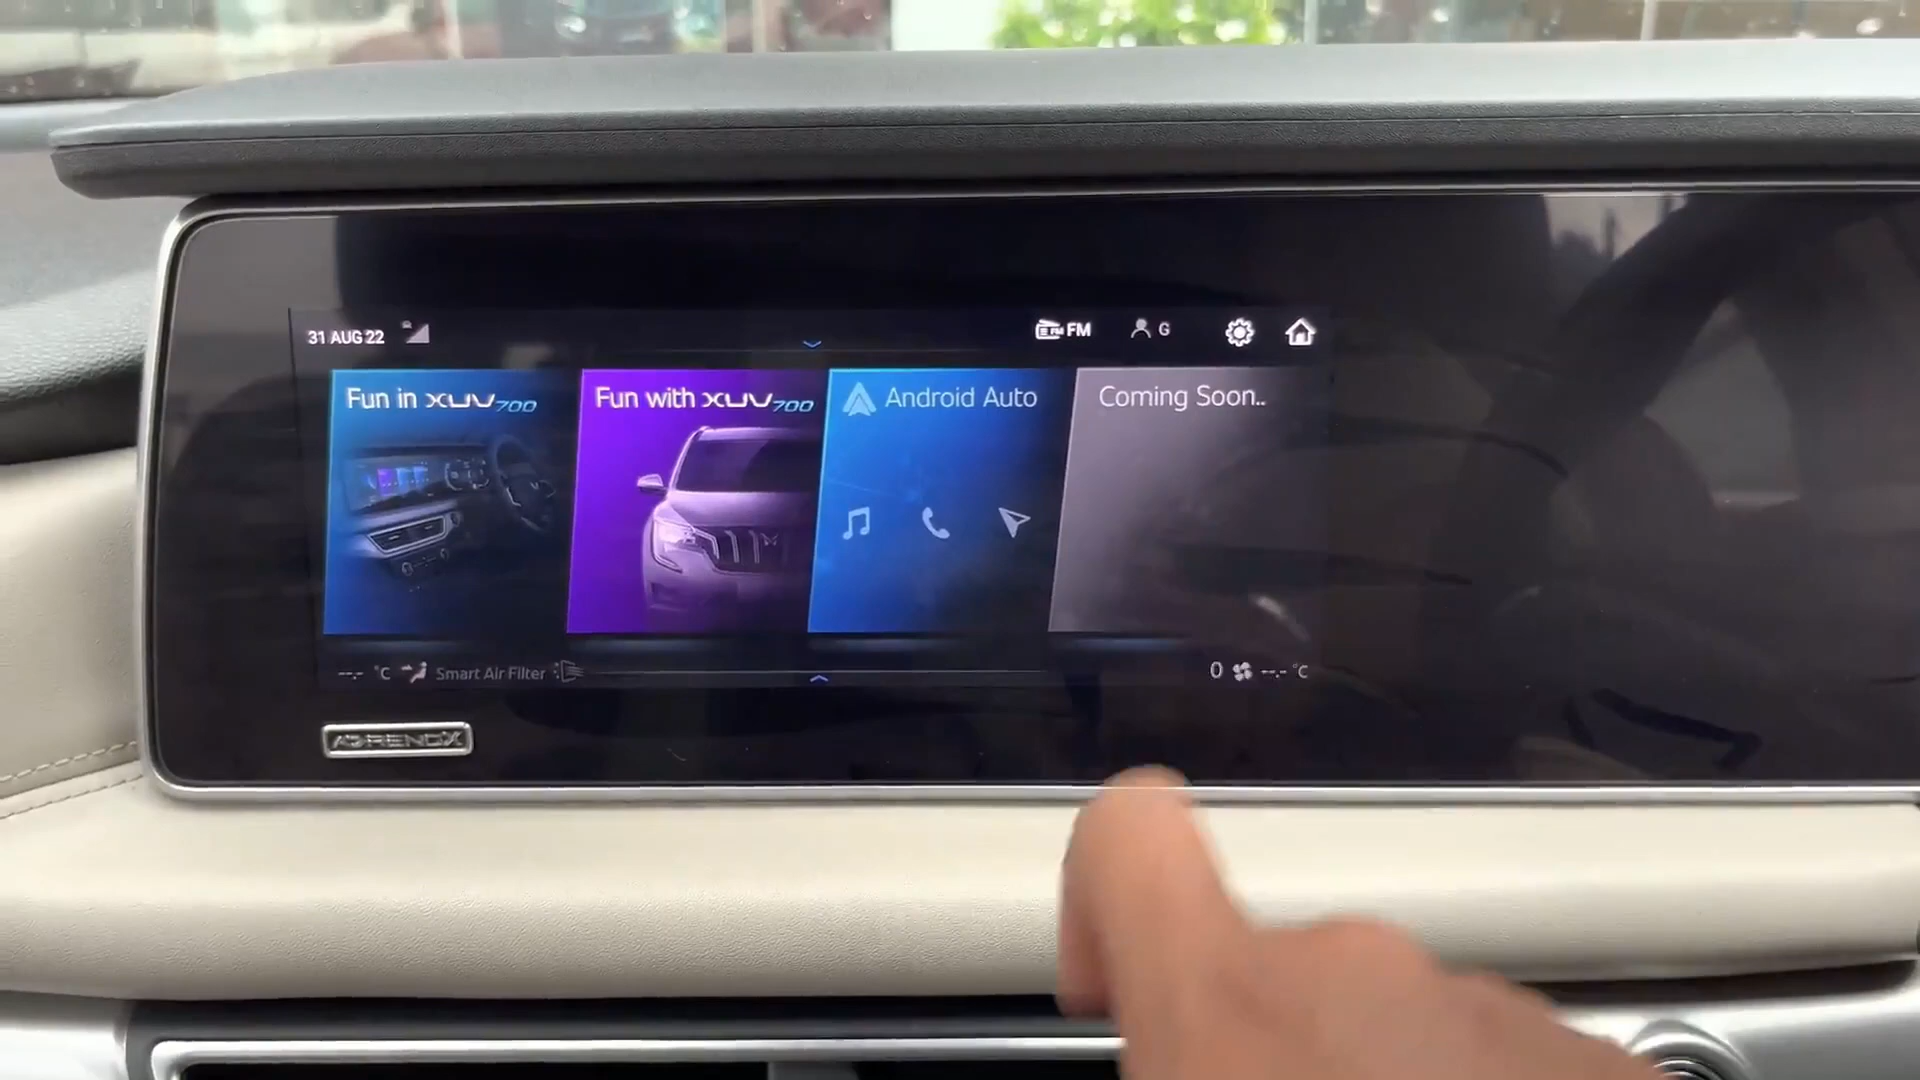 31 AUG 22
FM
G
Fun in XUV700
Fun with XUV700
Android Auto
Coming Soon..
--.- °C
Smart Air Filter
0
--.- °C
ADRENOX